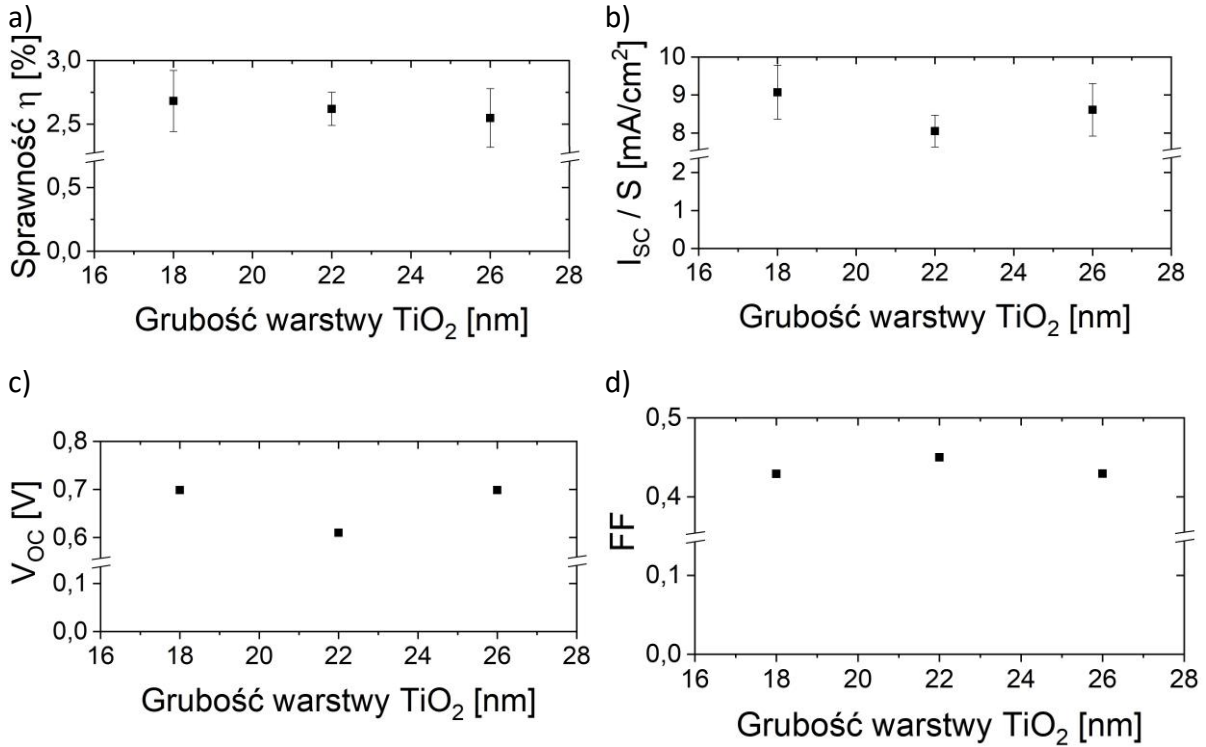 a)
Sprawność η [%]
3,0
2,5
0,5
0,0
16 18 20 22 24 26 28
Grubość warstwy TiO₂ [nm]
b)
I_SC / S [mA/cm²]
10
9
8
2
1
0
16 18 20 22 24 26 28
Grubość warstwy TiO₂ [nm]
c)
V_OC [V]
0,8
0,7
0,6
0,1
0,0
16 18 20 22 24 26 28
Grubość warstwy TiO₂ [nm]
d)
FF
0,5
0,4
0,1
0,0
16 18 20 22 24 26 28
Grubość warstwy TiO₂ [nm]